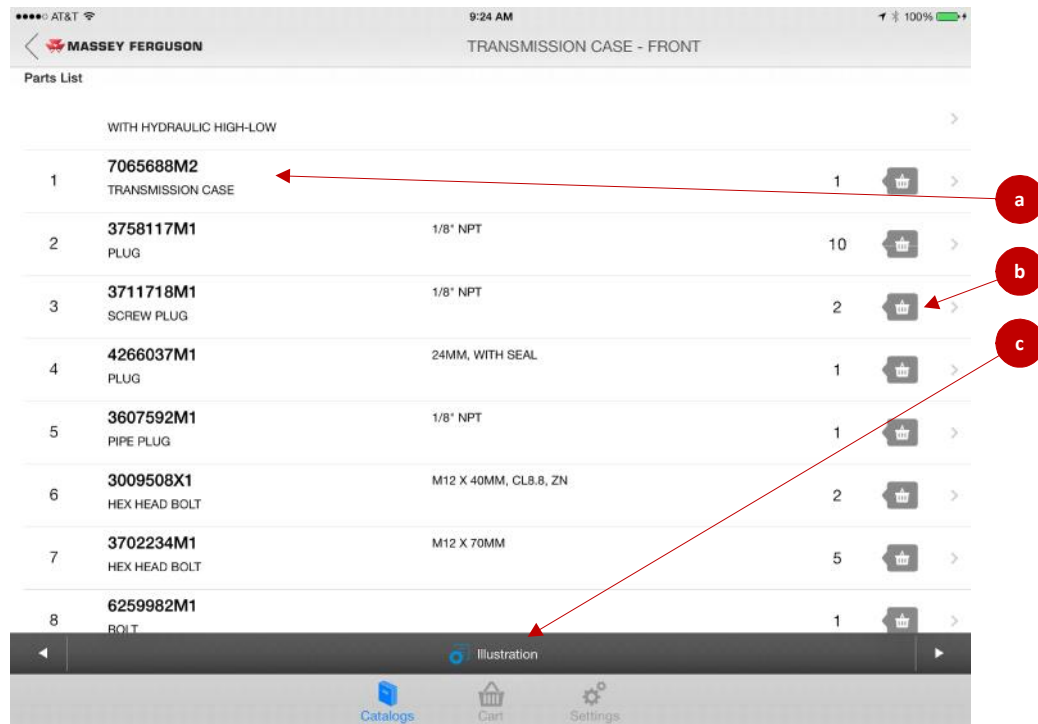 AT&T 9:24 AM 100%
MASSEY FERGUSON TRANSMISSION CASE - FRONT
Parts List
WITH HYDRAULIC HIGH-LOW
7065688M2
1 TRANSMISSION CASE 1
a
3758117M1 1/8" NPT
2 PLUG 10
b
3711718M1 1/8" NPT
3 SCREW PLUG 2
c
4266037M1 24MM, WITH SEAL
4 PLUG 1
3607592M1 1/8" NPT
5 PIPE PLUG 1
3009508X1 M12 X 40MM, CL8.8, ZN
6 HEX HEAD BOLT 2
3702234M1 M12 X 70MM
7 HEX HEAD BOLT 5
6259982M1
8 BOLT 1
Illustration
Catalogs Cart Settings